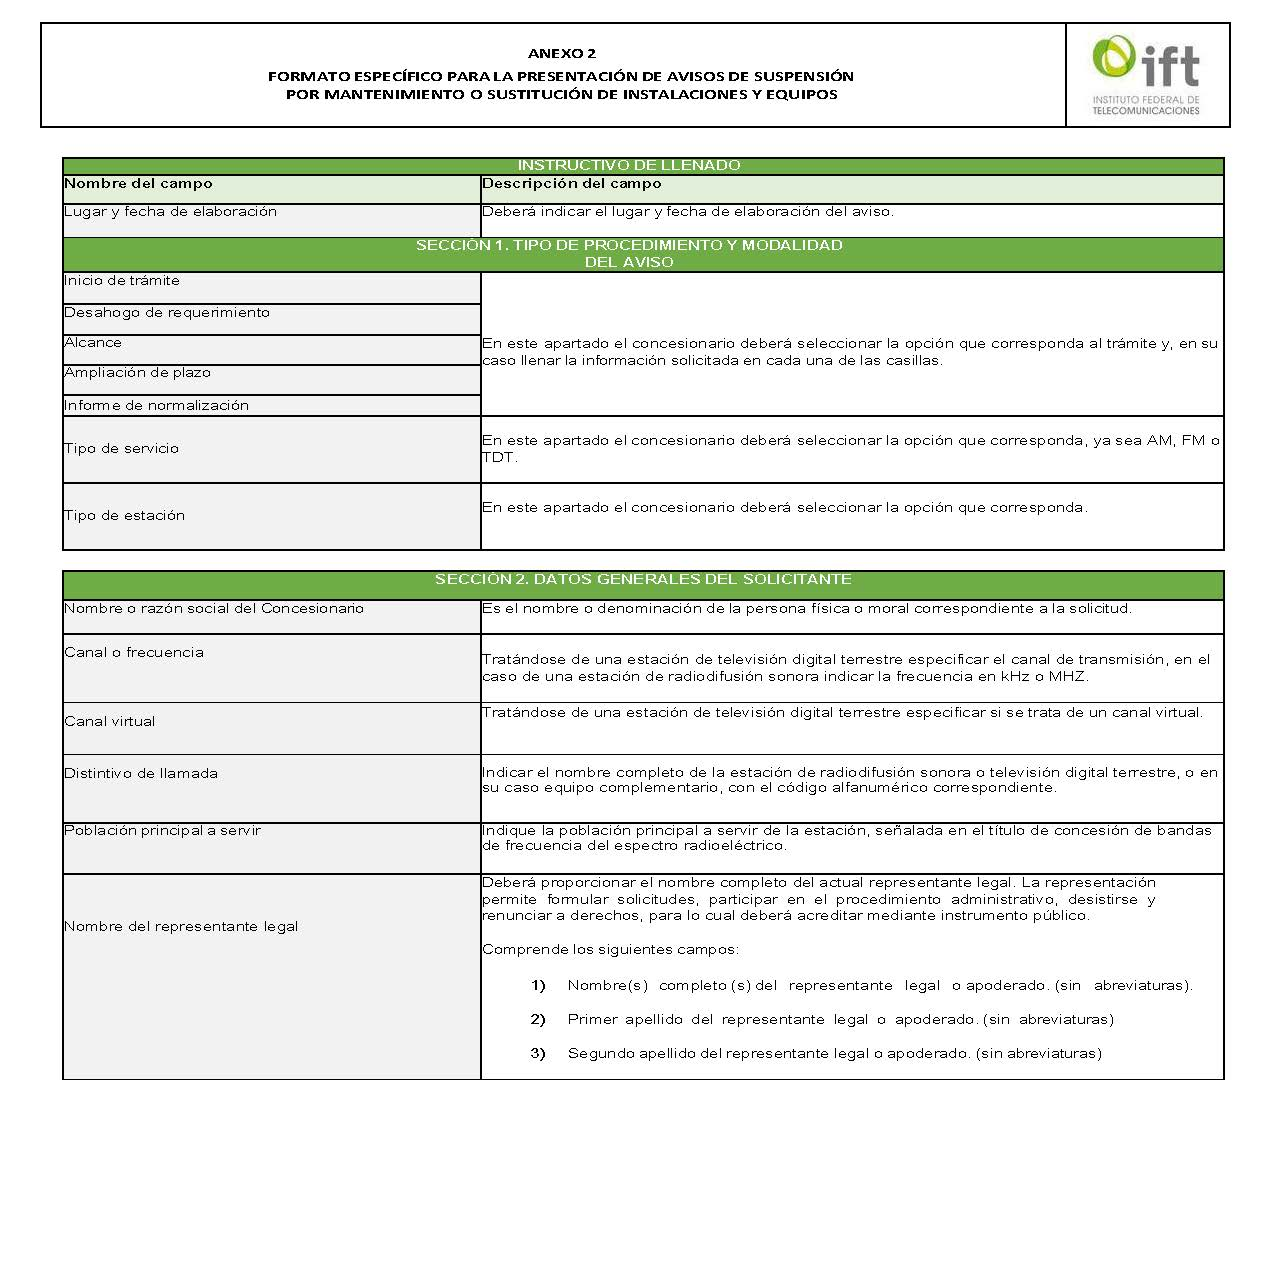 ANEXO 2
FORMATO ESPECÍFICO PARA LA PRESENTACIÓN DE AVISOS DE SUSPENSIÓN
POR MANTENIMIENTO O SUSTITUCIÓN DE INSTALACIONES Y EQUIPOS
ift
INSTITUTO FEDERAL DE
TELECOMUNICACIONES
INSTRUCTIVO DE LLENADO
Nombre del campo
Descripción del campo
Lugar y fecha de elaboración
Deberá indicar el lugar y fecha de elaboración del aviso.
SECCIÓN 1. TIPO DE PROCEDIMIENTO Y MODALIDAD
DEL AVISO
Inicio de trámite
Desahogo de requerimiento
Alcance
Ampliación de plazo
Informe de normalización
En este apartado el concesionario deberá seleccionar la opción que corresponda al trámite y, en su
caso llenar la información solicitada en cada una de las casillas.
Tipo de servicio
En este apartado el concesionario deberá seleccionar la opción que corresponda, ya sea AM, FM o
TDT.
Tipo de estación
En este apartado el concesionario deberá seleccionar la opción que corresponda.
SECCIÓN 2. DATOS GENERALES DEL SOLICITANTE
Nombre o razón social del Concesionario
Es el nombre o denominación de la persona física o moral correspondiente a la solicitud.
Canal o frecuencia
Tratándose de una estación de televisión digital terrestre especificar el canal de transmisión, en el
caso de una estación de radiodifusión sonora indicar la frecuencia en kHz o MHZ.
Canal virtual
Tratándose de una estación de televisión digital terrestre especificar si se trata de un canal virtual.
Distintivo de llamada
Indicar el nombre completo de la estación de radiodifusión sonora o televisión digital terrestre, o en
su caso equipo complementario, con el código alfanumérico correspondiente.
Población principal a servir
Indique la población principal a servir de la estación, señalada en el título de concesión de bandas
de frecuencia del espectro radioeléctrico.
Nombre del representante legal
Deberá proporcionar el nombre completo del actual representante legal. La representación
permite formular solicitudes, participar en el procedimiento administrativo, desistirse y
renunciar a derechos, para lo cual deberá acreditar mediante instrumento público.
Comprende los siguientes campos:
1) Nombre(s) completo (s) del representante legal o apoderado. (sin abreviaturas).
2) Primer apellido del representante legal o apoderado. (sin abreviaturas)
3) Segundo apellido del representante legal o apoderado. (sin abreviaturas)